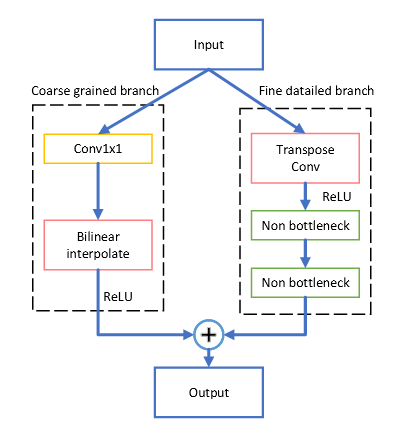 Input
Coarse grained branch
Fine datailed branch
Conv1x1
Transpose
Conv
ReLU
Non bottleneck
Bilinear
interpolate
Non bottleneck
ReLU
+
Output